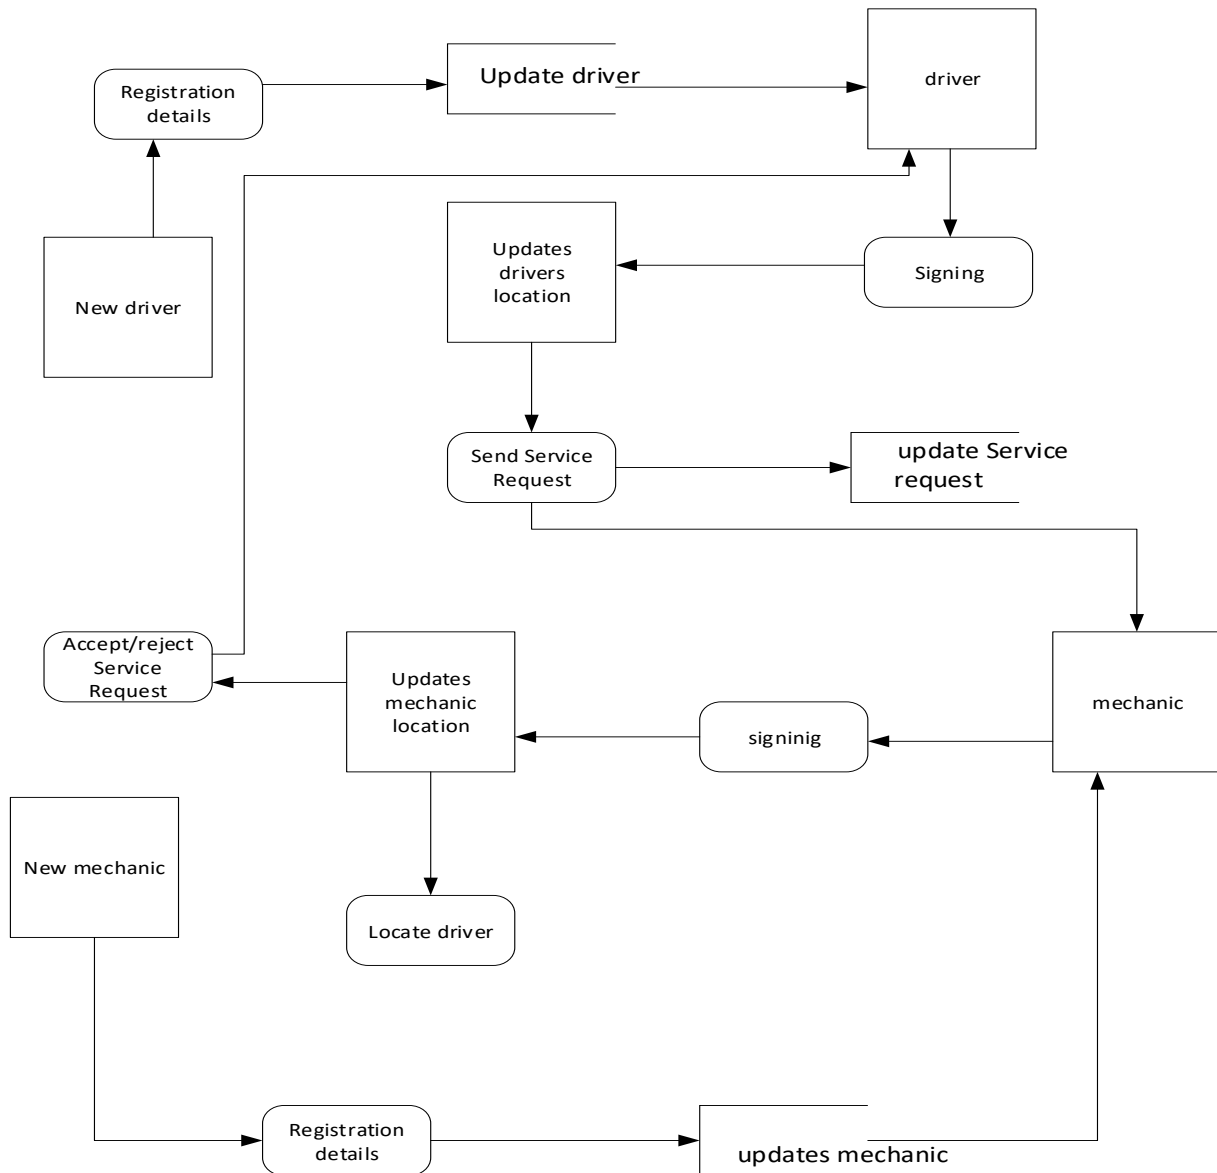 Update driver
driver
Registration
details
Updates
drivers
location
Signing
New driver
Send Service
Request
update Service
request
Accept/reject
Service
Request
Updates
mechanic
location
signinig
mechanic
New mechanic
Locate driver
Registration
details
updates mechanic